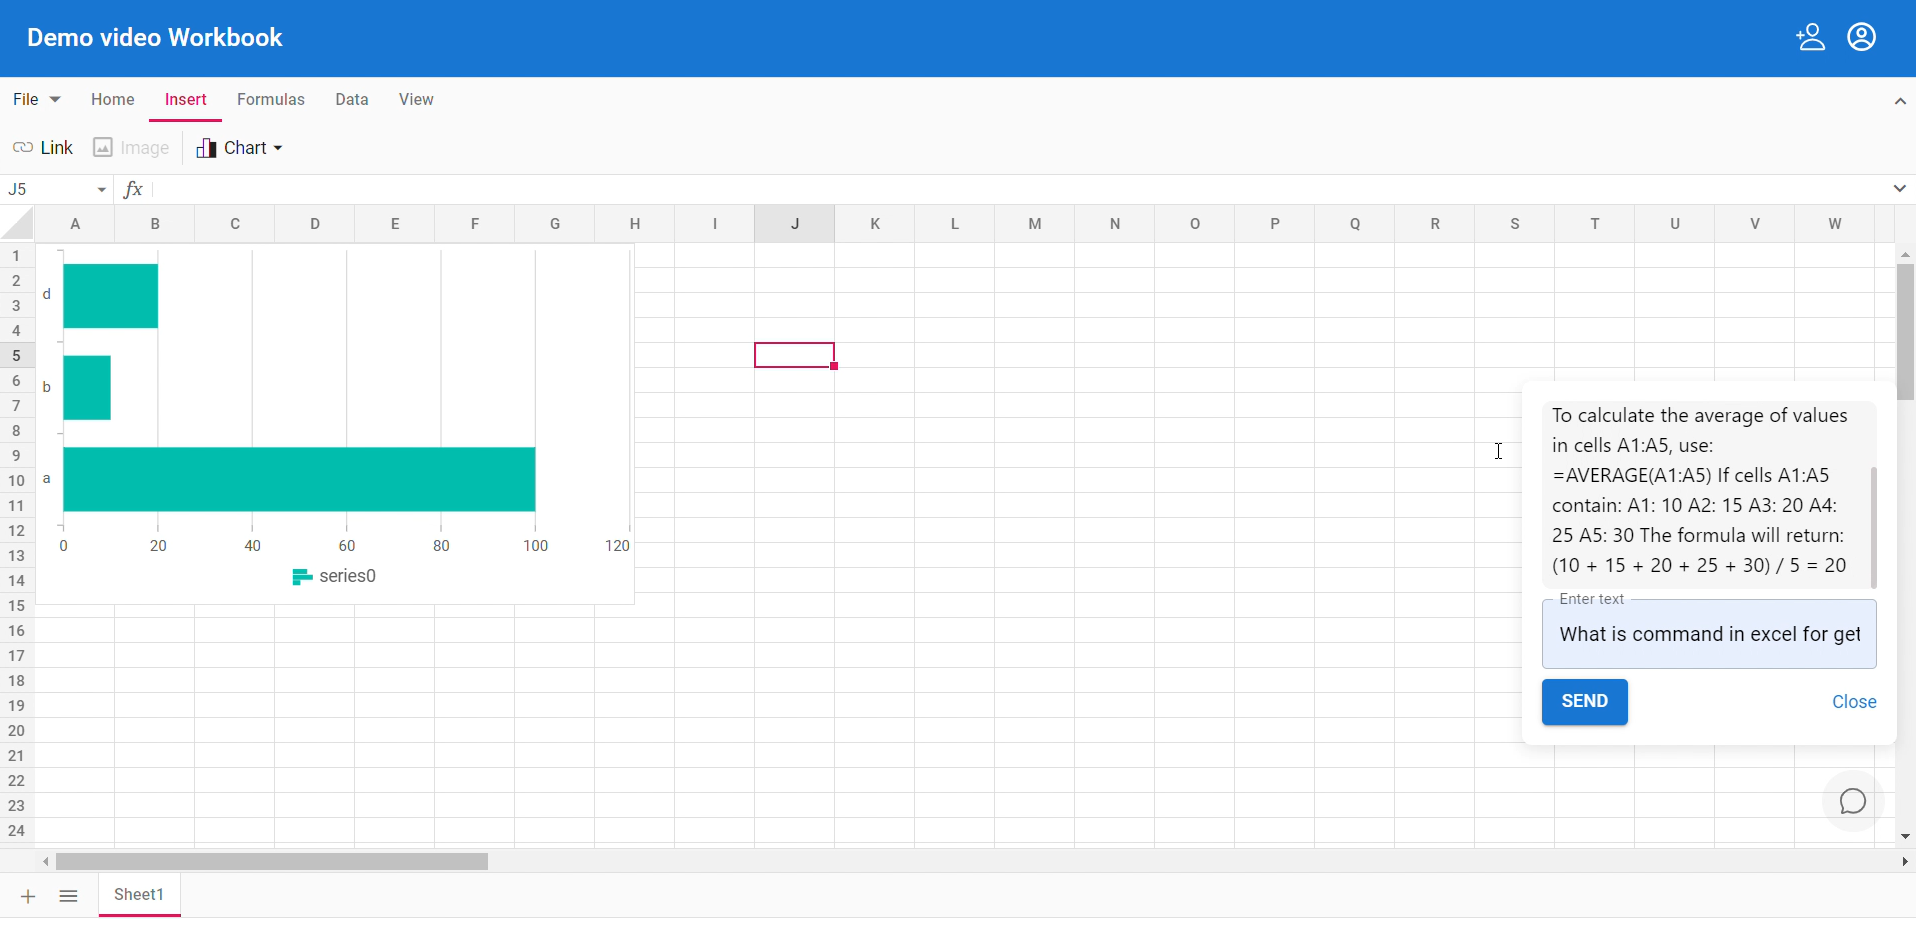 Demo video Workbook
File Home Insert Formulas Data View
Link Image Chart
J5 fx
A B C D E F G H I J K L M N O P Q R S T U V W
1
2
3
4
5
6
7
8
9
10
11
12
13
14
15
16
17
18
19
20
21
22
23
24
d
b
a
0 20 40 60 80 100 120
series0
To calculate the average of values
in cells A1:A5, use:
=AVERAGE(A1:A5) If cells A1:A5
contain: A1: 10 A2: 15 A3: 20 A4:
25 A5: 30 The formula will return:
(10 + 15 + 20 + 25 + 30) / 5 = 20
Enter text
What is command in excel for get
SEND Close
Sheet1